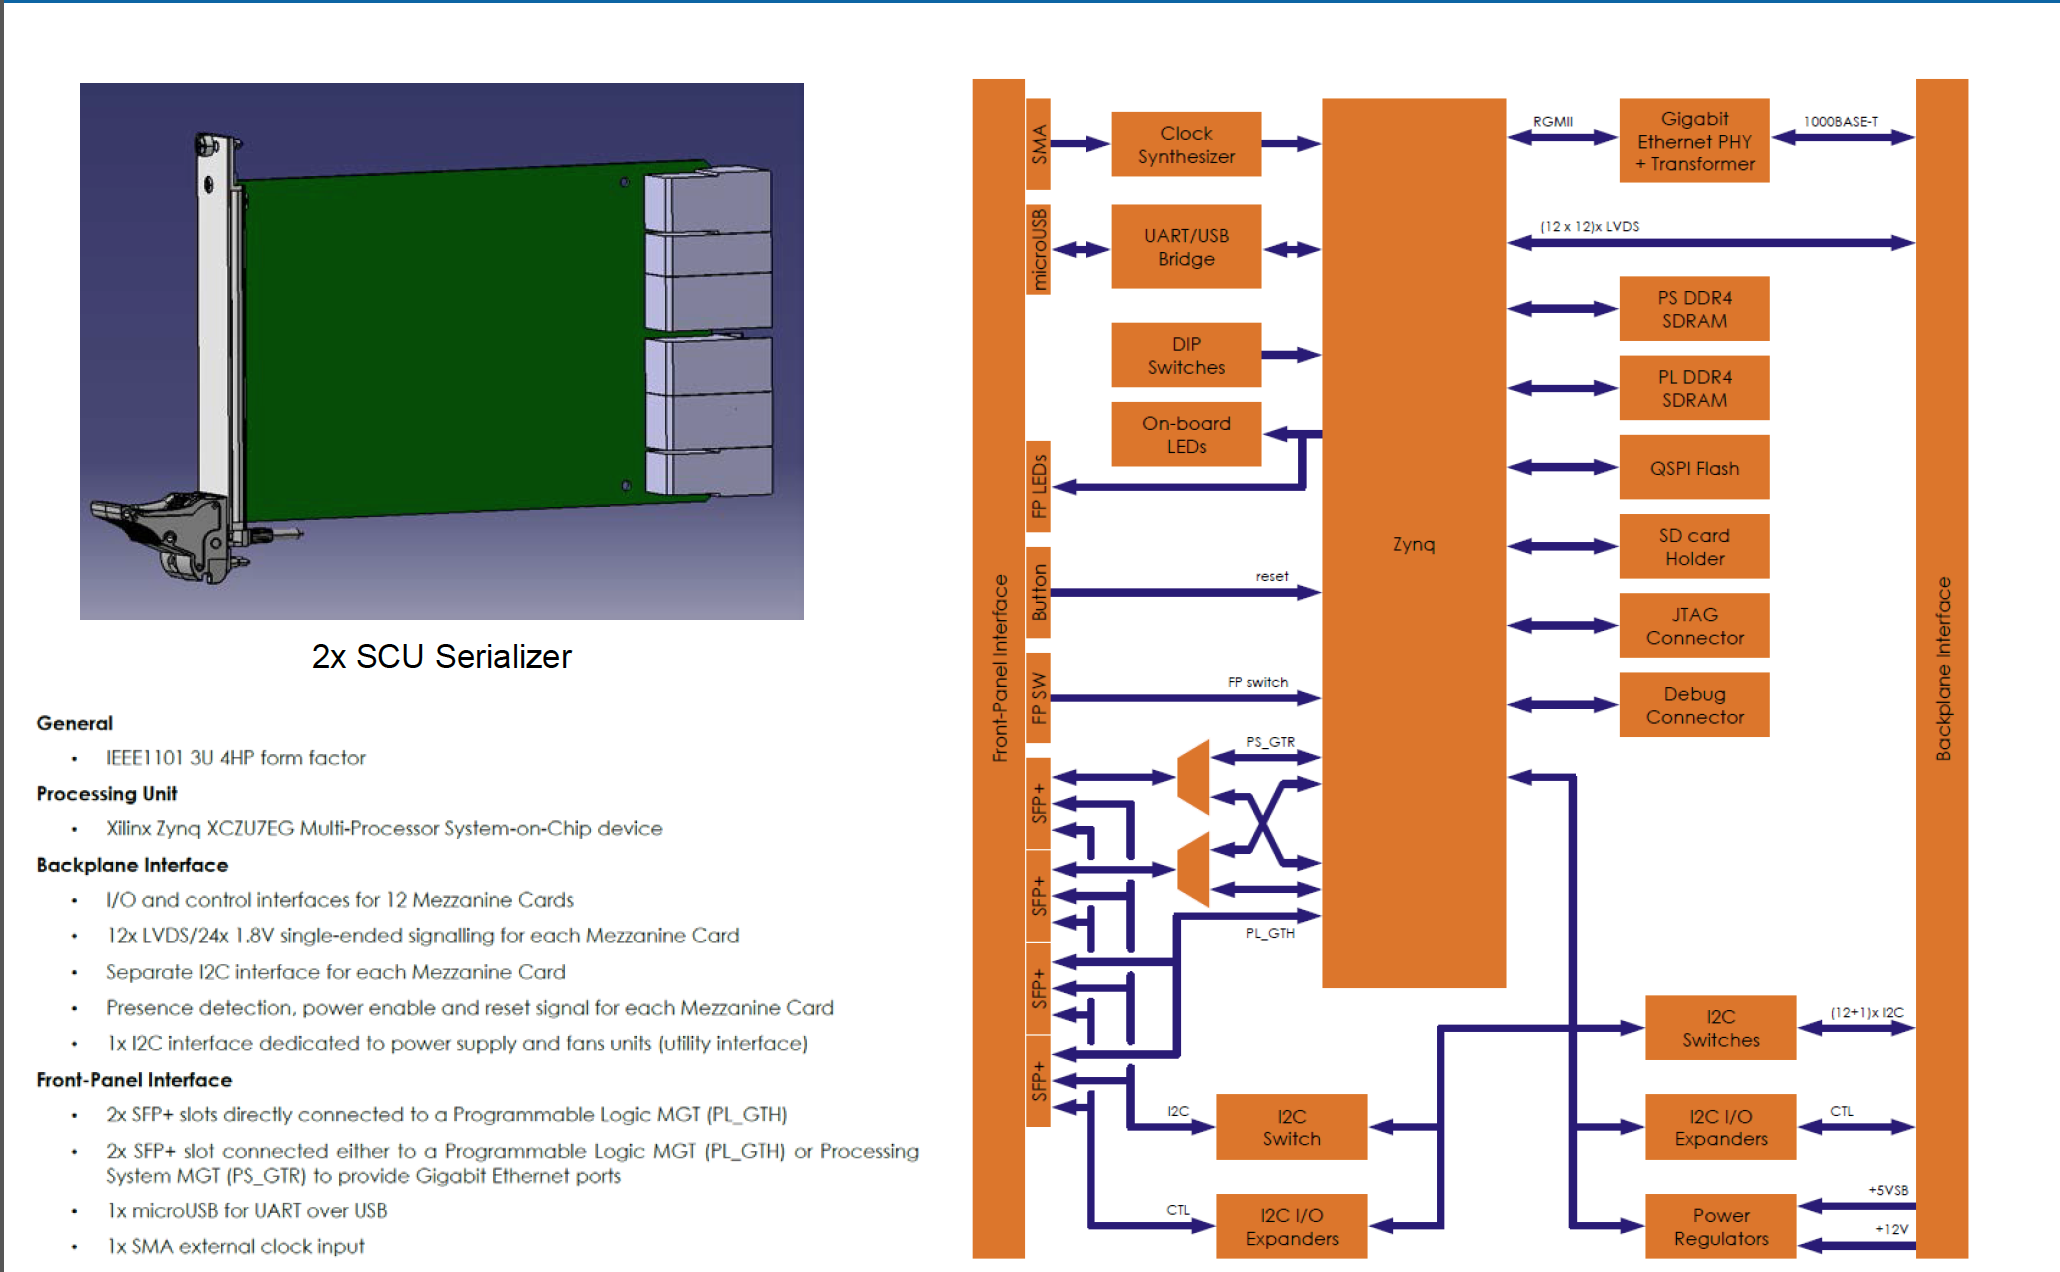 2x SCU Serializer
General
• IEEE1101 3U 4HP form factor
Processing Unit
• Xilinx Zynq XCZU7EG Multi-Processor System-on-Chip device
Backplane Interface
• I/O and control interfaces for 12 Mezzanine Cards
• 12x LVDS/24x 1.8V single-ended signalling for each Mezzanine Card
• Separate I2C interface for each Mezzanine Card
• Presence detection, power enable and reset signal for each Mezzanine Card
• 1x I2C interface dedicated to power supply and fans units (utility interface)
Front-Panel Interface
• 2x SFP+ slots directly connected to a Programmable Logic MGT (PL_GTH)
• 2x SFP+ slot connected either to a Programmable Logic MGT (PL_GTH) or Processing
System MGT (PS_GTR) to provide Gigabit Ethernet ports
• 1x microUSB for UART over USB
• 1x SMA external clock input
Front-Panel Interface
SMA
microUSB
FP LEDs
Button
FP SW
SFP+
SFP+
SFP+
SFP+
Clock
Synthesizer
UART/USB
Bridge
DIP
Switches
On-board
LEDs
reset
FP switch
PS_GTR
PL_GTH
I2C
I2C
Switch
CTL
I2C I/O
Expanders
Zynq
RGMII
Gigabit
Ethernet PHY
+ Transformer
1000BASE-T
(12 x 12)x LVDS
PS DDR4
SDRAM
PL DDR4
SDRAM
QSPI Flash
SD card
Holder
JTAG
Connector
Debug
Connector
I2C
Switches
(12+1)x I2C
I2C I/O
Expanders
CTL
Power
Regulators
+5VSB
+12V
Backplane Interface